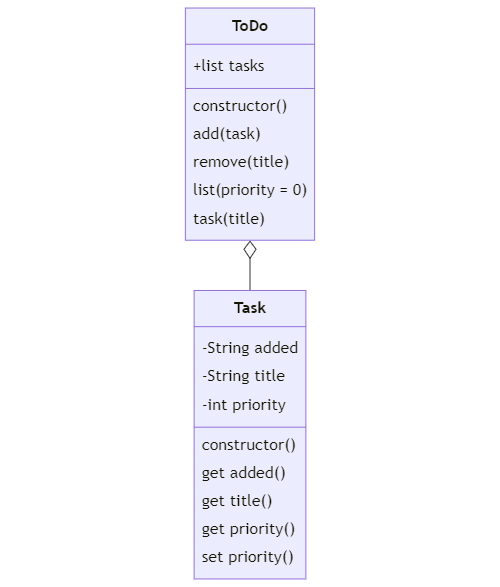 ToDo
+list tasks
constructor()
add(task)
remove(title)
list(priority = 0)
task(title)
Task
-String added
-String title
-int priority
constructor()
get added()
get title()
get priority()
set priority()